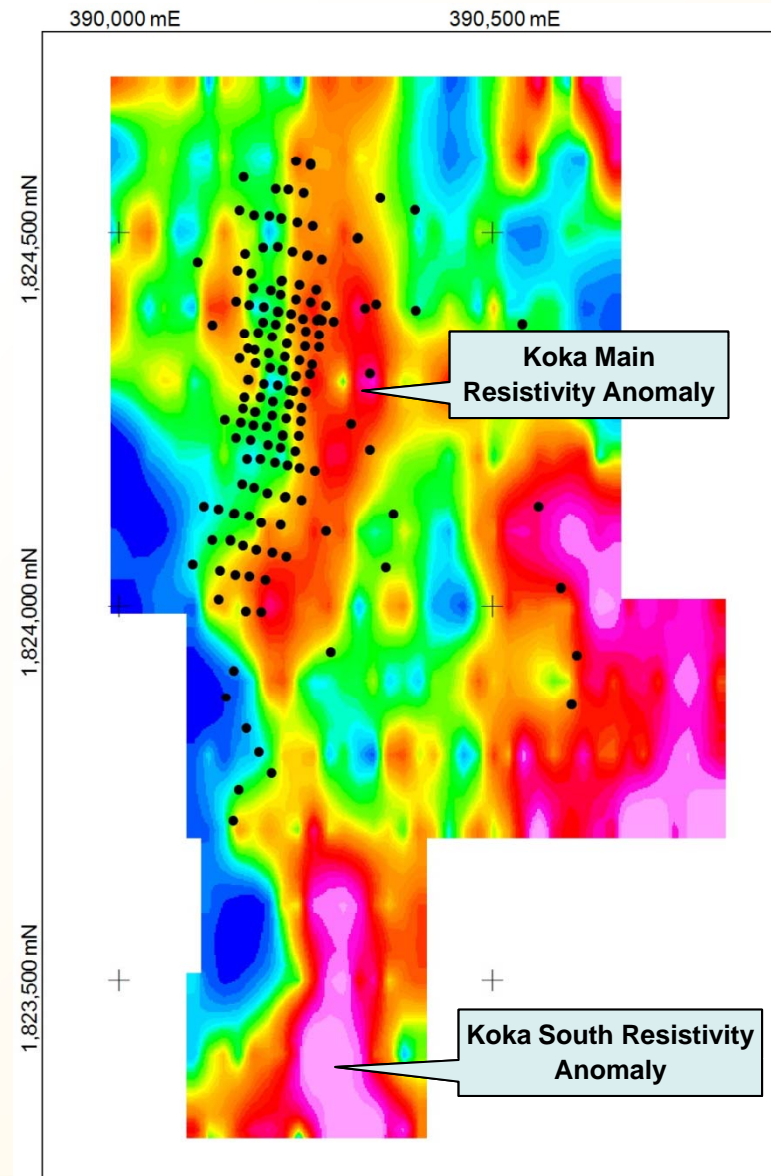 390,000 mE
390,500 mE
1,824,500 mN
Koka Main
Resistivity Anomaly
1,824,000 mN
1,823,500 mN
Koka South Resistivity
Anomaly